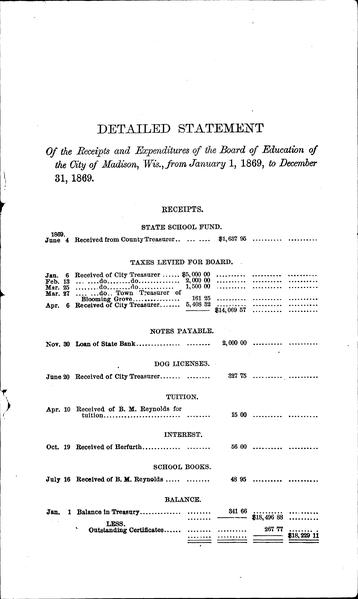 DETAILED STATEMENT
Of the Receipts and Expenditures of the Board of Education of
the City of Madison, Wis., from January 1, 1869, to December
31, 1869.
RECEIPTS.
STATE SCHOOL FUND.
1869.
June 4 Received from County Treasurer.. .... .... $1,637 95 .......... ..........
TAXES LEVIED FOR BOARD.
Jan. 6 Received of City Treasurer ...... $5,000 00 .......... .......... ..........
Feb. 13 .... ....do........do.............. 2,000 00 .......... .......... ..........
Mar. 25 ......do........do.............. 1,500 00 .......... .......... ..........
Mar. 27 .... ....do.. Town Treasurer of
Blooming Grove.............. 161 25 .......... .......... ..........
Apr. 6 Received of City Treasurer...... 5,408 32 .......... .......... ..........
$14,069 57 .......... ..........
NOTES PAYABLE.
Nov. 30 Loan of State Bank.............. ........ 2,000 00 .......... ..........
DOG LICENSES.
June 20 Received of City Treasurer...... ........ 327 75 .......... ..........
TUITION.
Apr. 10 Received of B. M. Reynolds for
tuition.................... ........ 15 00 .......... ..........
INTEREST.
Oct. 19 Received of Herfurth............ ........ 56 00 .......... ..........
SCHOOL BOOKS.
July 16 Received of B. M. Reynolds ..... ........ 48 95 .......... ..........
BALANCE.
Jan. 1 Balance in Treasury............. ........ 341 66 .......... ..........
........ $18,496 88 ..........
LESS.
Outstanding Certificates...... ........ .......... 267 77 ..........
........ .......... .......... $18,229 11